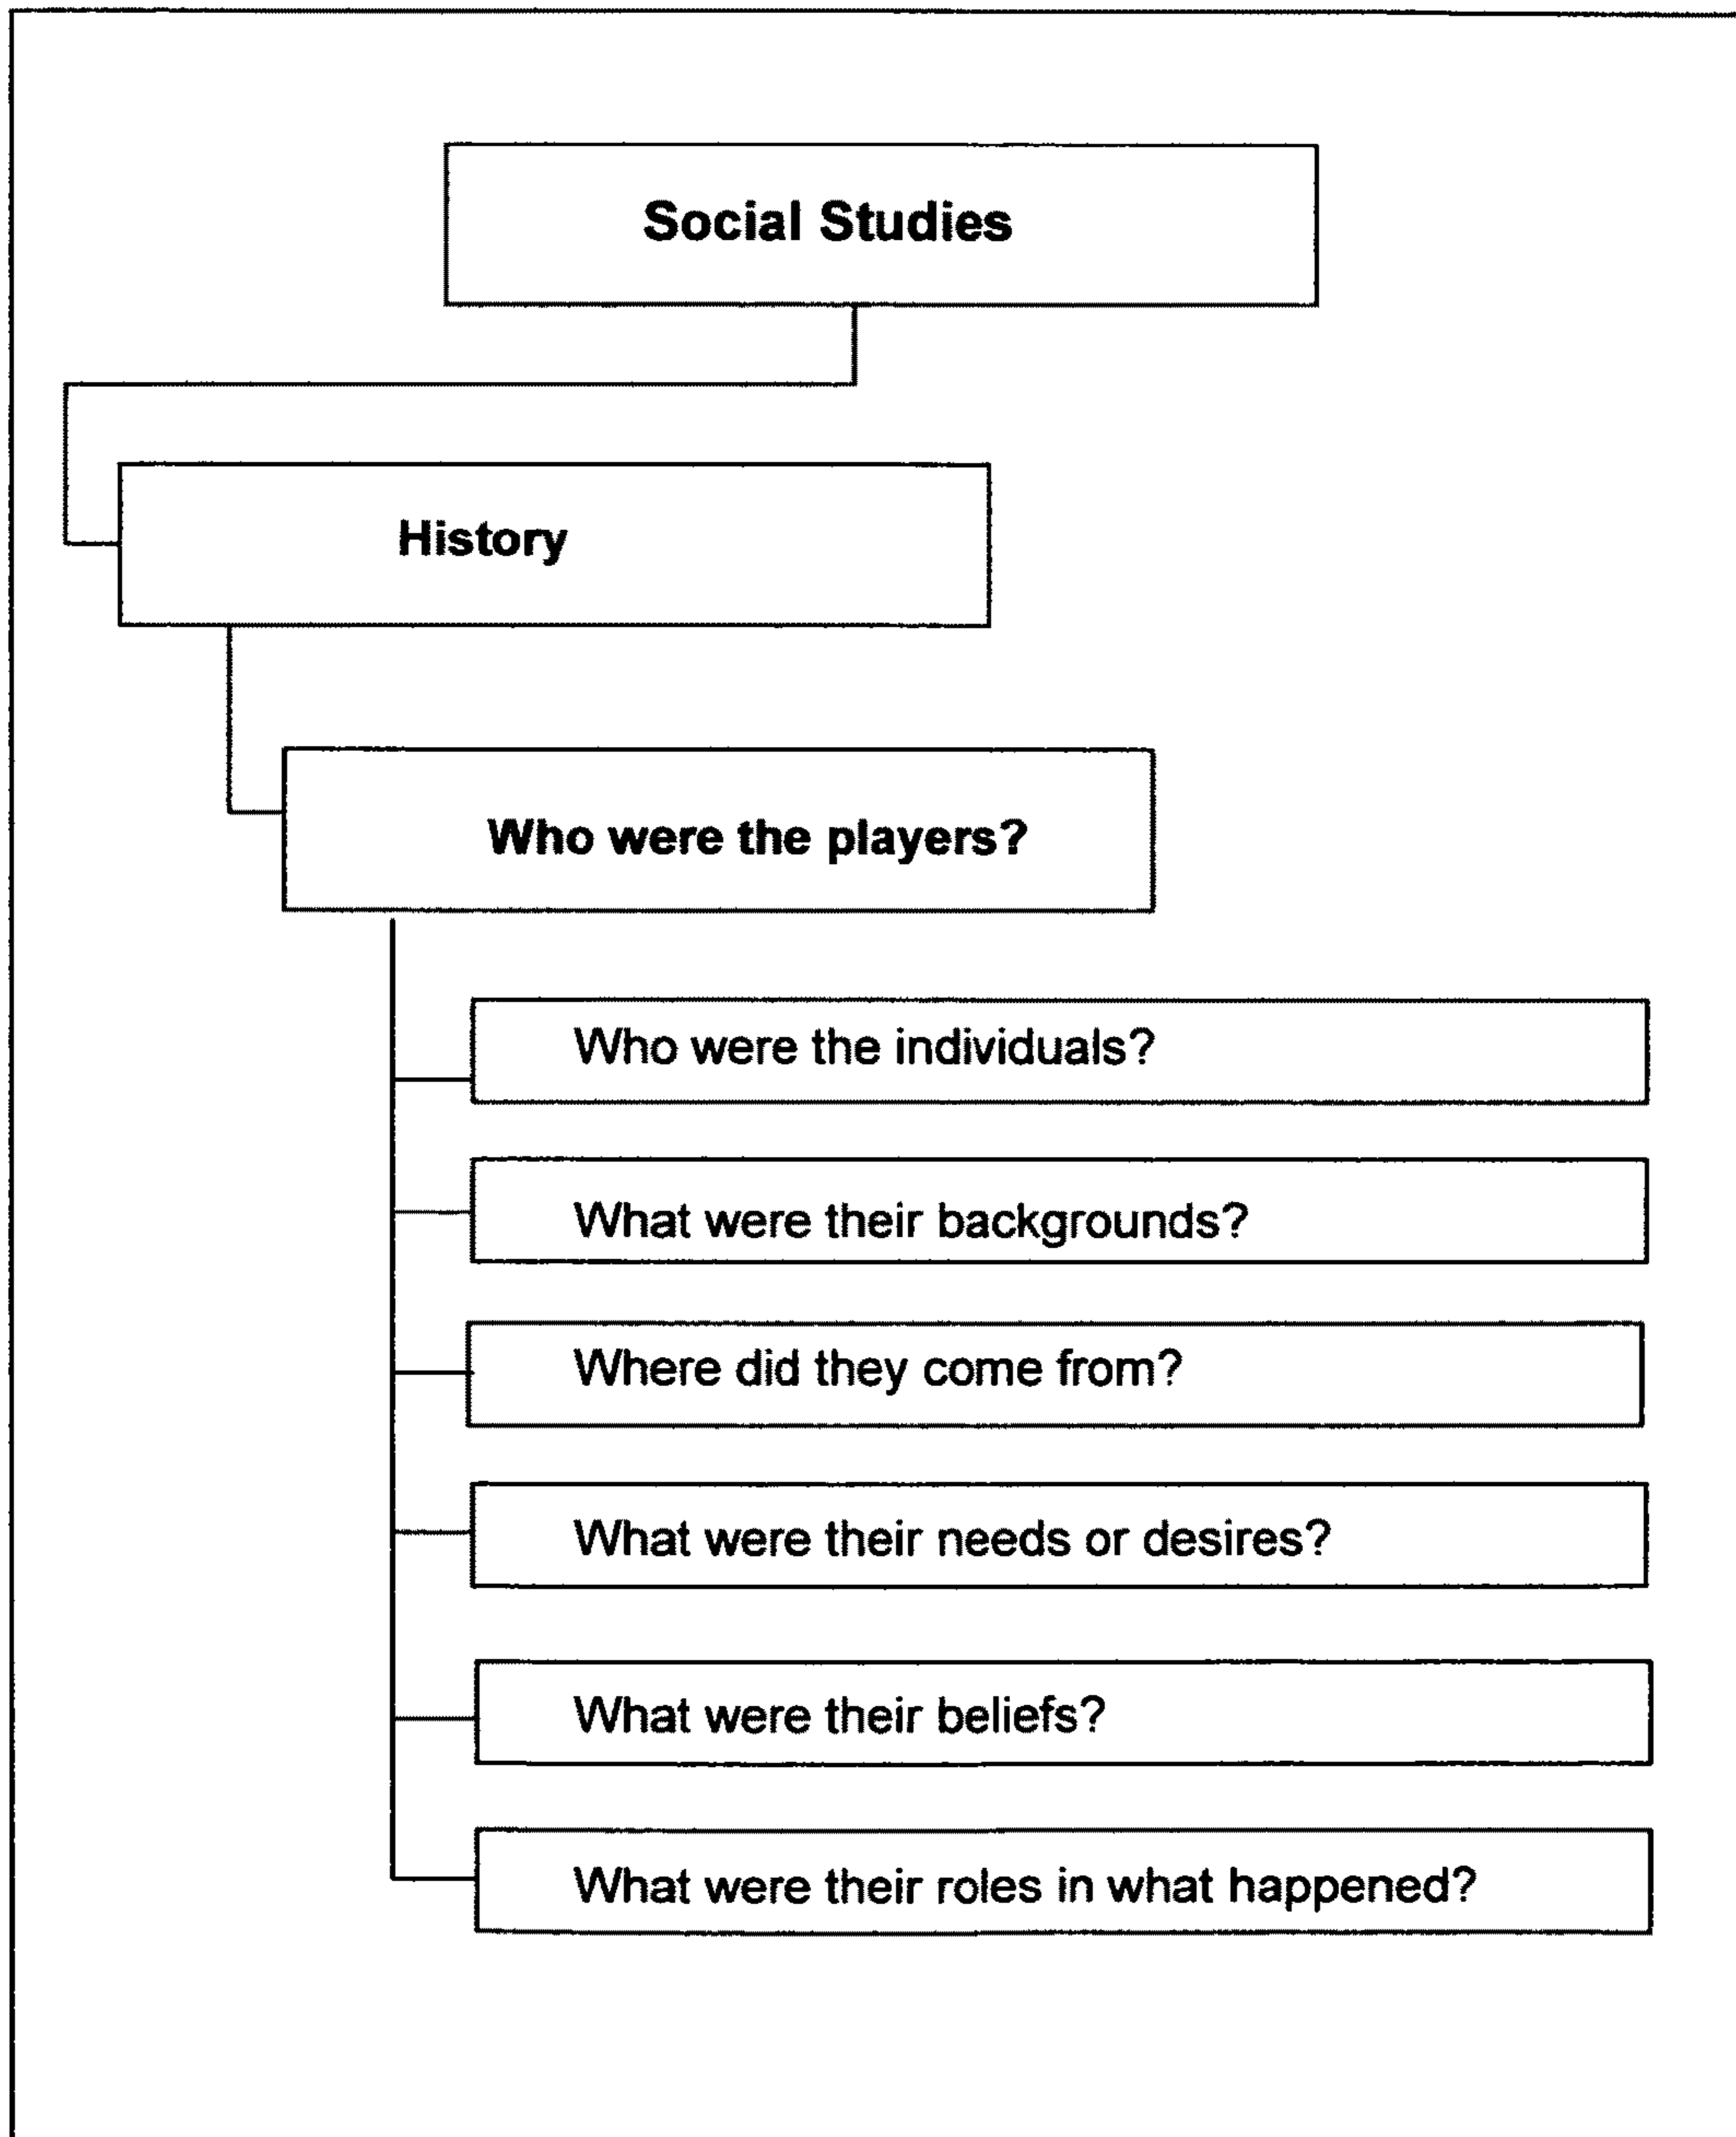 Social Studies
History
Who were the players?
Who were the individuals?
What were their backgrounds?
Where did they come from?
What were their needs or desires?
What were their beliefs?
What were their roles in what happened?